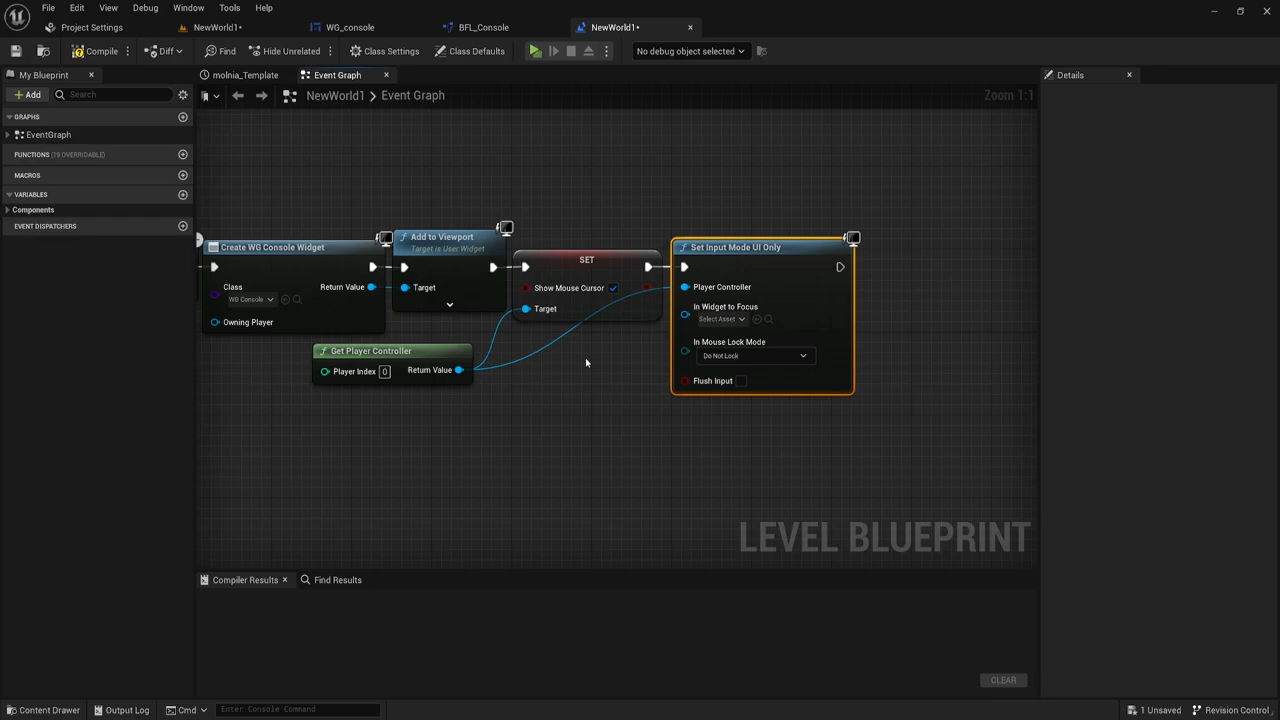 File Edit View Debug Window Tools Help
Project Settings NewWorld1* WG_console BFL_Console NewWorld1*
Compile Diff Find Hide Unrelated Class Settings Class Defaults No debug object selected
My Blueprint molnia_Template Event Graph Details
Add Search NewWorld1 Event Graph Zoom 1:1
GRAPHS
EventGraph
FUNCTIONS (19 OVERRIDABLE)
MACROS
VARIABLES
Components
EVENT DISPATCHERS
Create WG Console Widget
Class
WG Console
Return Value
Owning Player
Add to Viewport
Target is User Widget
Target
SET
Show Mouse Cursor
Target
Get Player Controller
Player Index 0 Return Value
Set Input Mode UI Only
Player Controller
In Widget to Focus
Select Asset
In Mouse Lock Mode
Do Not Lock
Flush Input
LEVEL BLUEPRINT
Compiler Results Find Results
CLEAR
Content Drawer Output Log Cmd Enter Console Command 1 Unsaved Revision Control